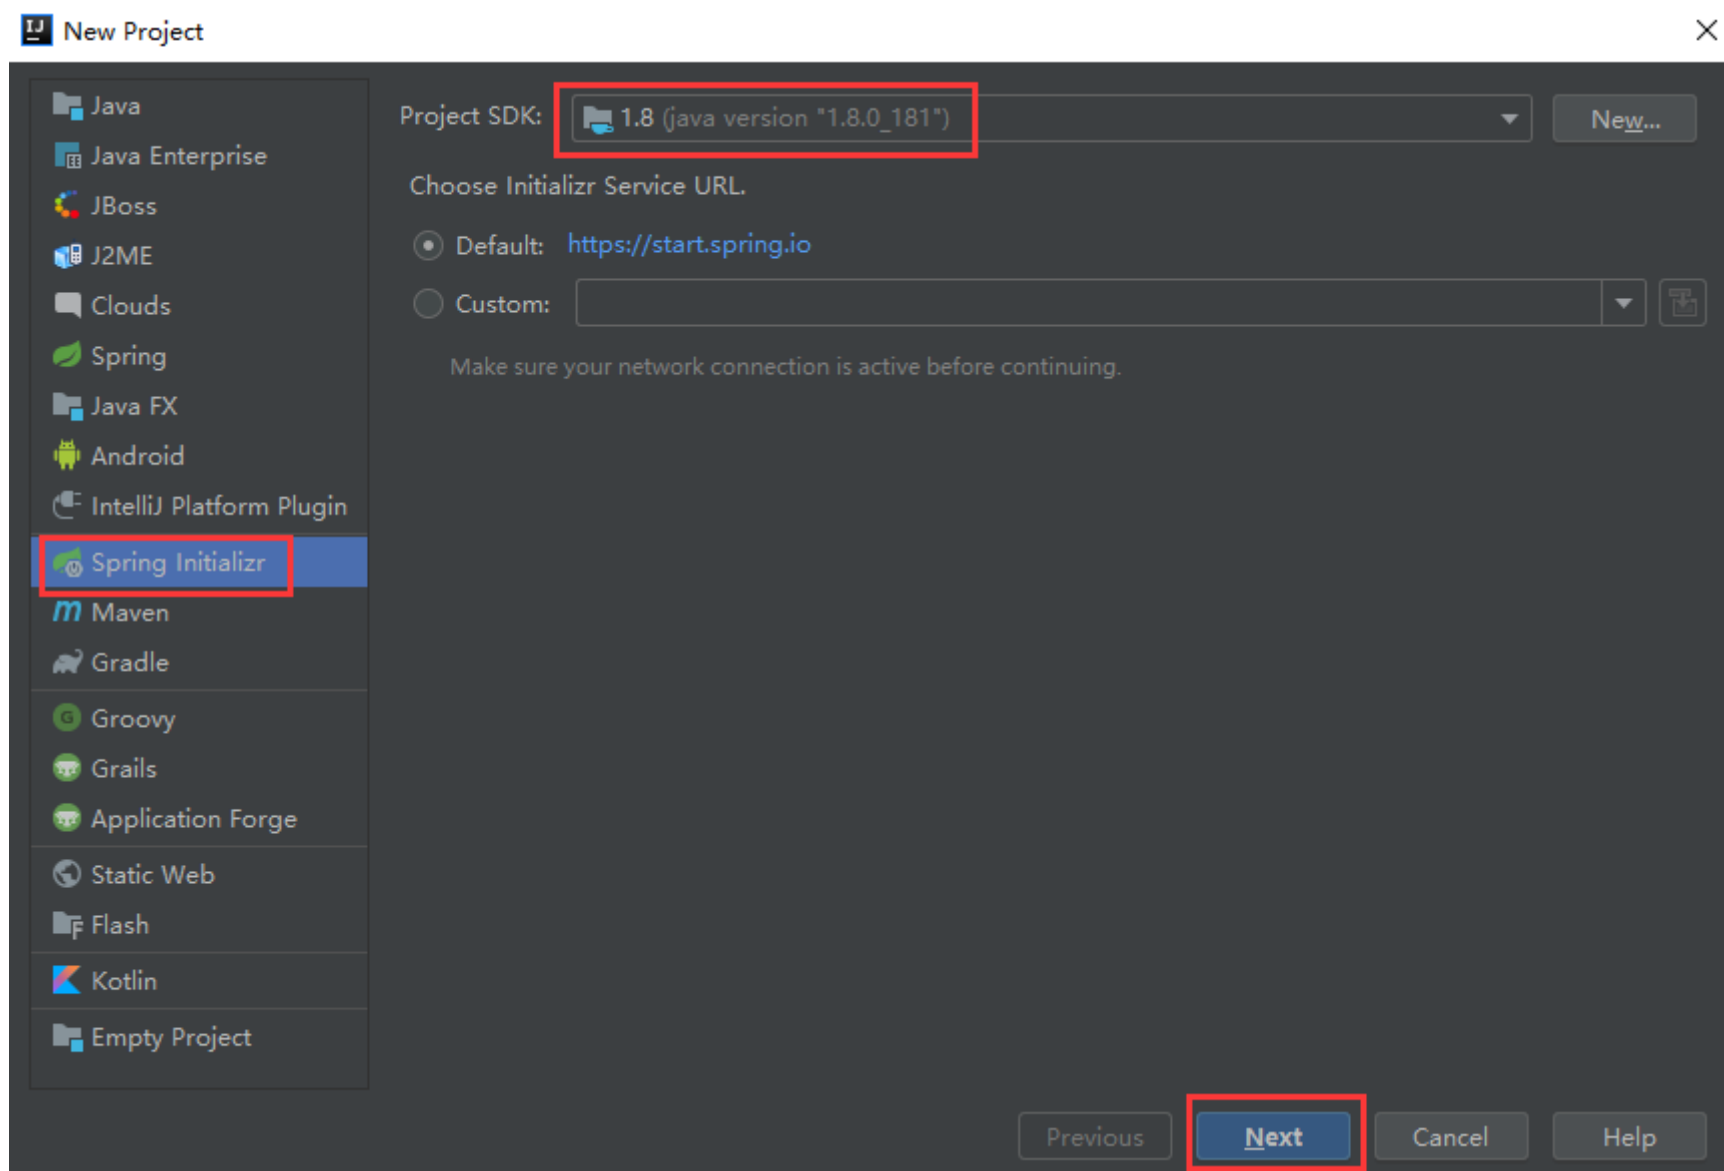 New Project
Java
Java Enterprise
JBoss
J2ME
Clouds
Spring
Java FX
Android
IntelliJ Platform Plugin
Spring Initializr
Maven
Gradle
Groovy
Grails
Application Forge
Static Web
Flash
Kotlin
Empty Project
Project SDK: 1.8 (java version "1.8.0_181") New...
Choose Initializr Service URL.
Default: https://start.spring.io
Custom:
Make sure your network connection is active before continuing.
Previous Next Cancel Help